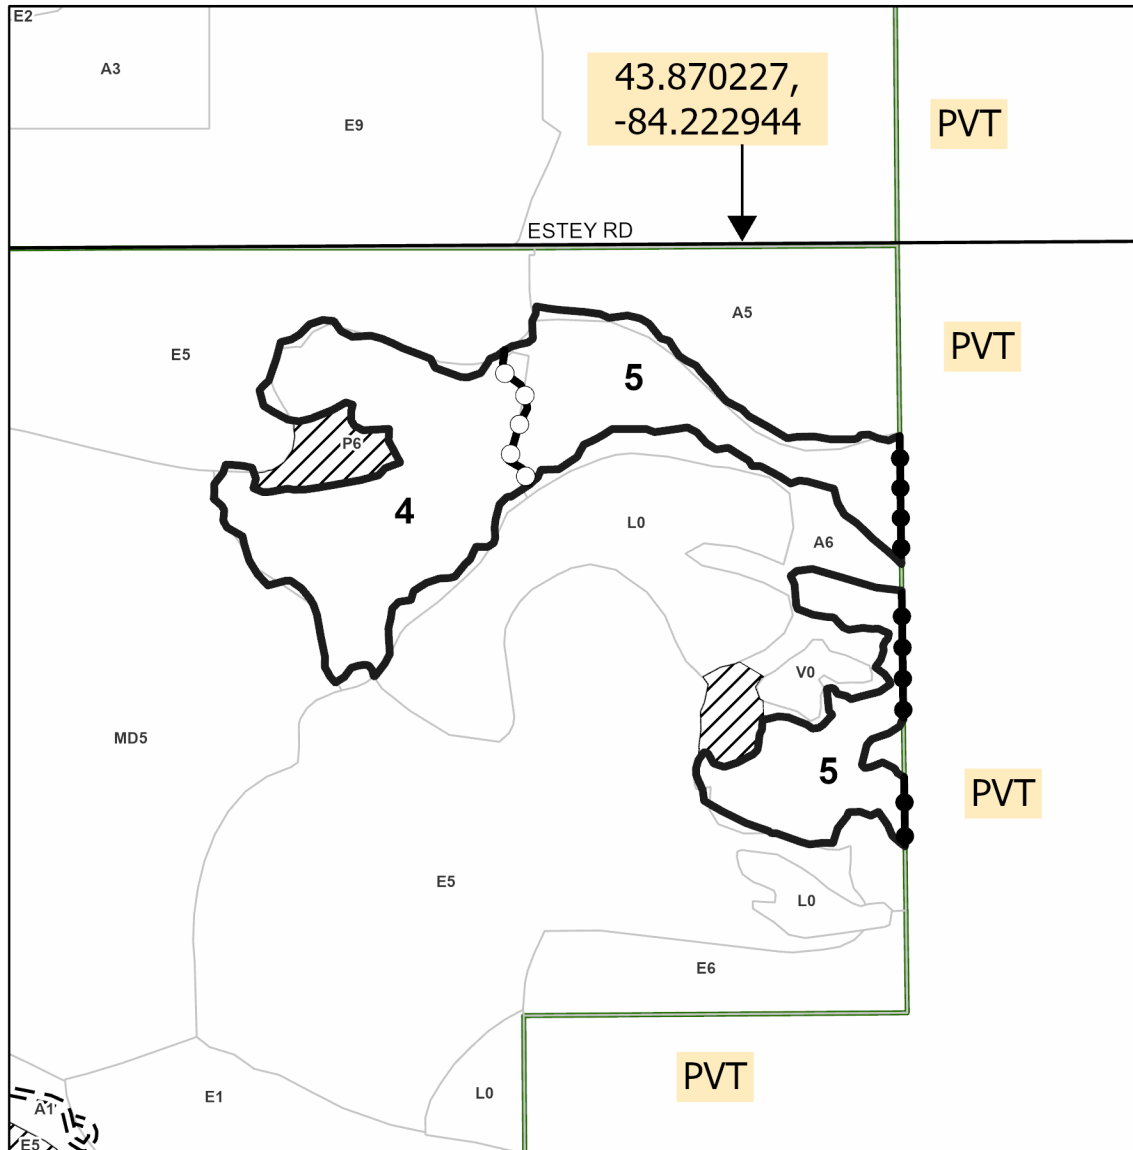 E2
A3
E9
43.870227,
-84.222944
PVT
ESTEY RD
A5
PVT
E5
5
P6
4
L0
A6
V0
MD5
5
PVT
E5
L0
E6
PVT
L0
E1
A1
E5